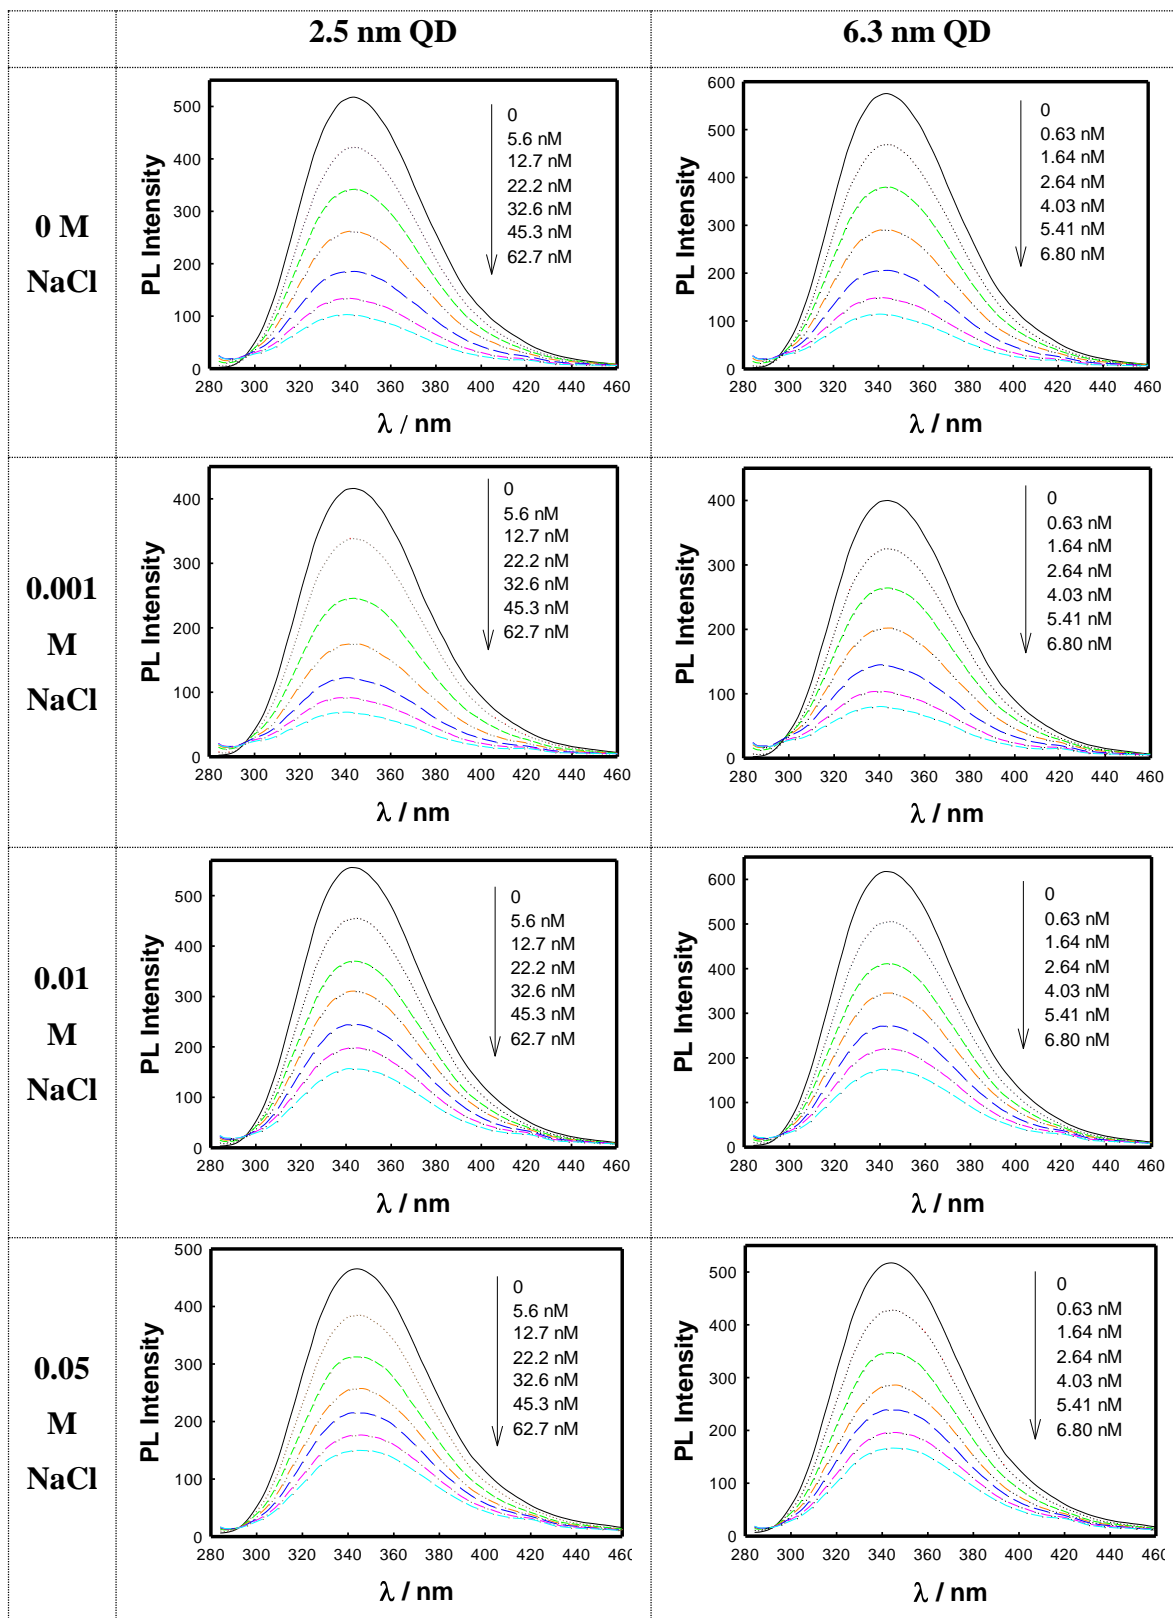 2.5 nm QD
6.3 nm QD
0 M
NaCl
PL Intensity
500
400
300
200
100
0
280 300 320 340 360 380 400 420 440 460
λ / nm
0
5.6 nM
12.7 nM
22.2 nM
32.6 nM
45.3 nM
62.7 nM
PL Intensity
600
500
400
300
200
100
0
280 300 320 340 360 380 400 420 440 460
λ / nm
0
0.63 nM
1.64 nM
2.64 nM
4.03 nM
5.41 nM
6.80 nM
0.001
M
NaCl
PL Intensity
400
300
200
100
0
280 300 320 340 360 380 400 420 440 460
λ / nm
0
5.6 nM
12.7 nM
22.2 nM
32.6 nM
45.3 nM
62.7 nM
PL Intensity
400
300
200
100
0
280 300 320 340 360 380 400 420 440 460
λ / nm
0
0.63 nM
1.64 nM
2.64 nM
4.03 nM
5.41 nM
6.80 nM
0.01
M
NaCl
PL Intensity
500
400
300
200
100
0
280 300 320 340 360 380 400 420 440 460
λ / nm
0
5.6 nM
12.7 nM
22.2 nM
32.6 nM
45.3 nM
62.7 nM
PL Intensity
600
500
400
300
200
100
0
280 300 320 340 360 380 400 420 440 460
λ / nm
0
0.63 nM
1.64 nM
2.64 nM
4.03 nM
5.41 nM
6.80 nM
0.05
M
NaCl
PL Intensity
500
400
300
200
100
0
280 300 320 340 360 380 400 420 440 460
λ / nm
0
5.6 nM
12.7 nM
22.2 nM
32.6 nM
45.3 nM
62.7 nM
PL Intensity
500
400
300
200
100
0
280 300 320 340 360 380 400 420 440 460
λ / nm
0
0.63 nM
1.64 nM
2.64 nM
4.03 nM
5.41 nM
6.80 nM